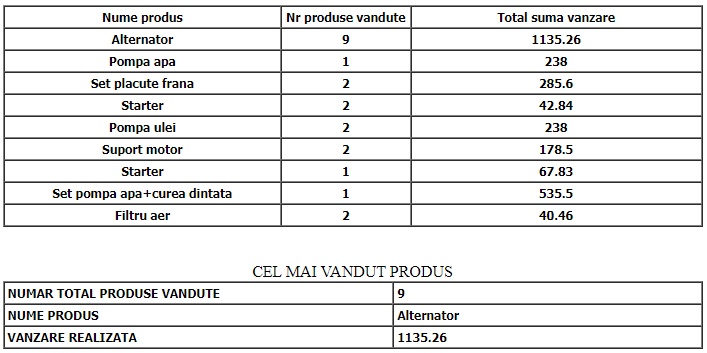 Nume produs Nr produse vandute Total suma vanzare
Alternator 9 1135.26
Pompa apa 1 238
Set placute frana 2 285.6
Starter 2 42.84
Pompa ulei 2 238
Suport motor 2 178.5
Starter 1 67.83
Set pompa apa+curea dintata 1 535.5
Filtru aer 2 40.46
CEL MAI VANDUT PRODUS
NUMAR TOTAL PRODUSE VANDUTE 9
NUME PRODUS Alternator
VANZARE REALIZATA 1135.26